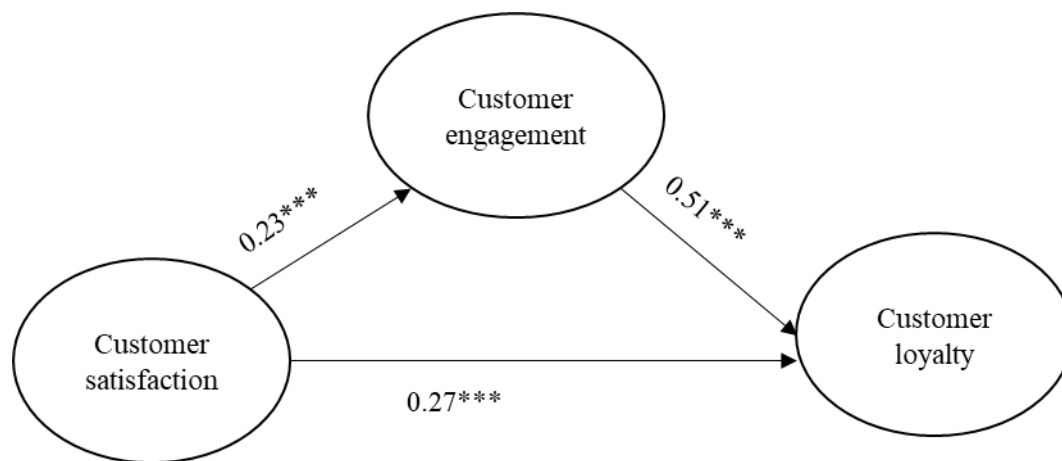 Customer
engagement
0.23***
0.51***
Customer
satisfaction
Customer
loyalty
0.27***